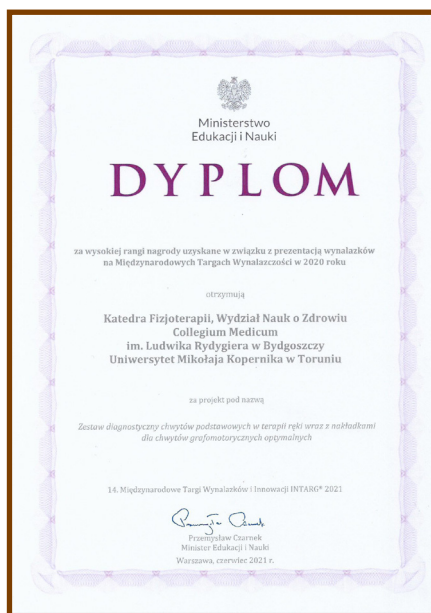 Ministerstwo
Edukacji i Nauki
DYPLOM
za wysokiej rangi nagrody uzyskane w związku z prezentacją wynalazków
na Międzynarodowych Targach Wynalazczości w 2020 roku
otrzymują
Katedra Fizjoterapii, Wydział Nauk o Zdrowiu
Collegium Medicum
im. Ludwika Rydygiera w Bydgoszczy
Uniwersytet Mikołaja Kopernika w Toruniu
za projekt pod nazwą
Zestaw diagnostyczny chwytów podstawowych w terapii ręki wraz z nakładkami
dla chwytów grafomotorycznych optymalnych
14. Międzynarodowe Targi Wynalazków i Innowacji INTARG® 2021
Przemysław Czarnek
Minister Edukacji i Nauki
Warszawa, czerwiec 2021 r.